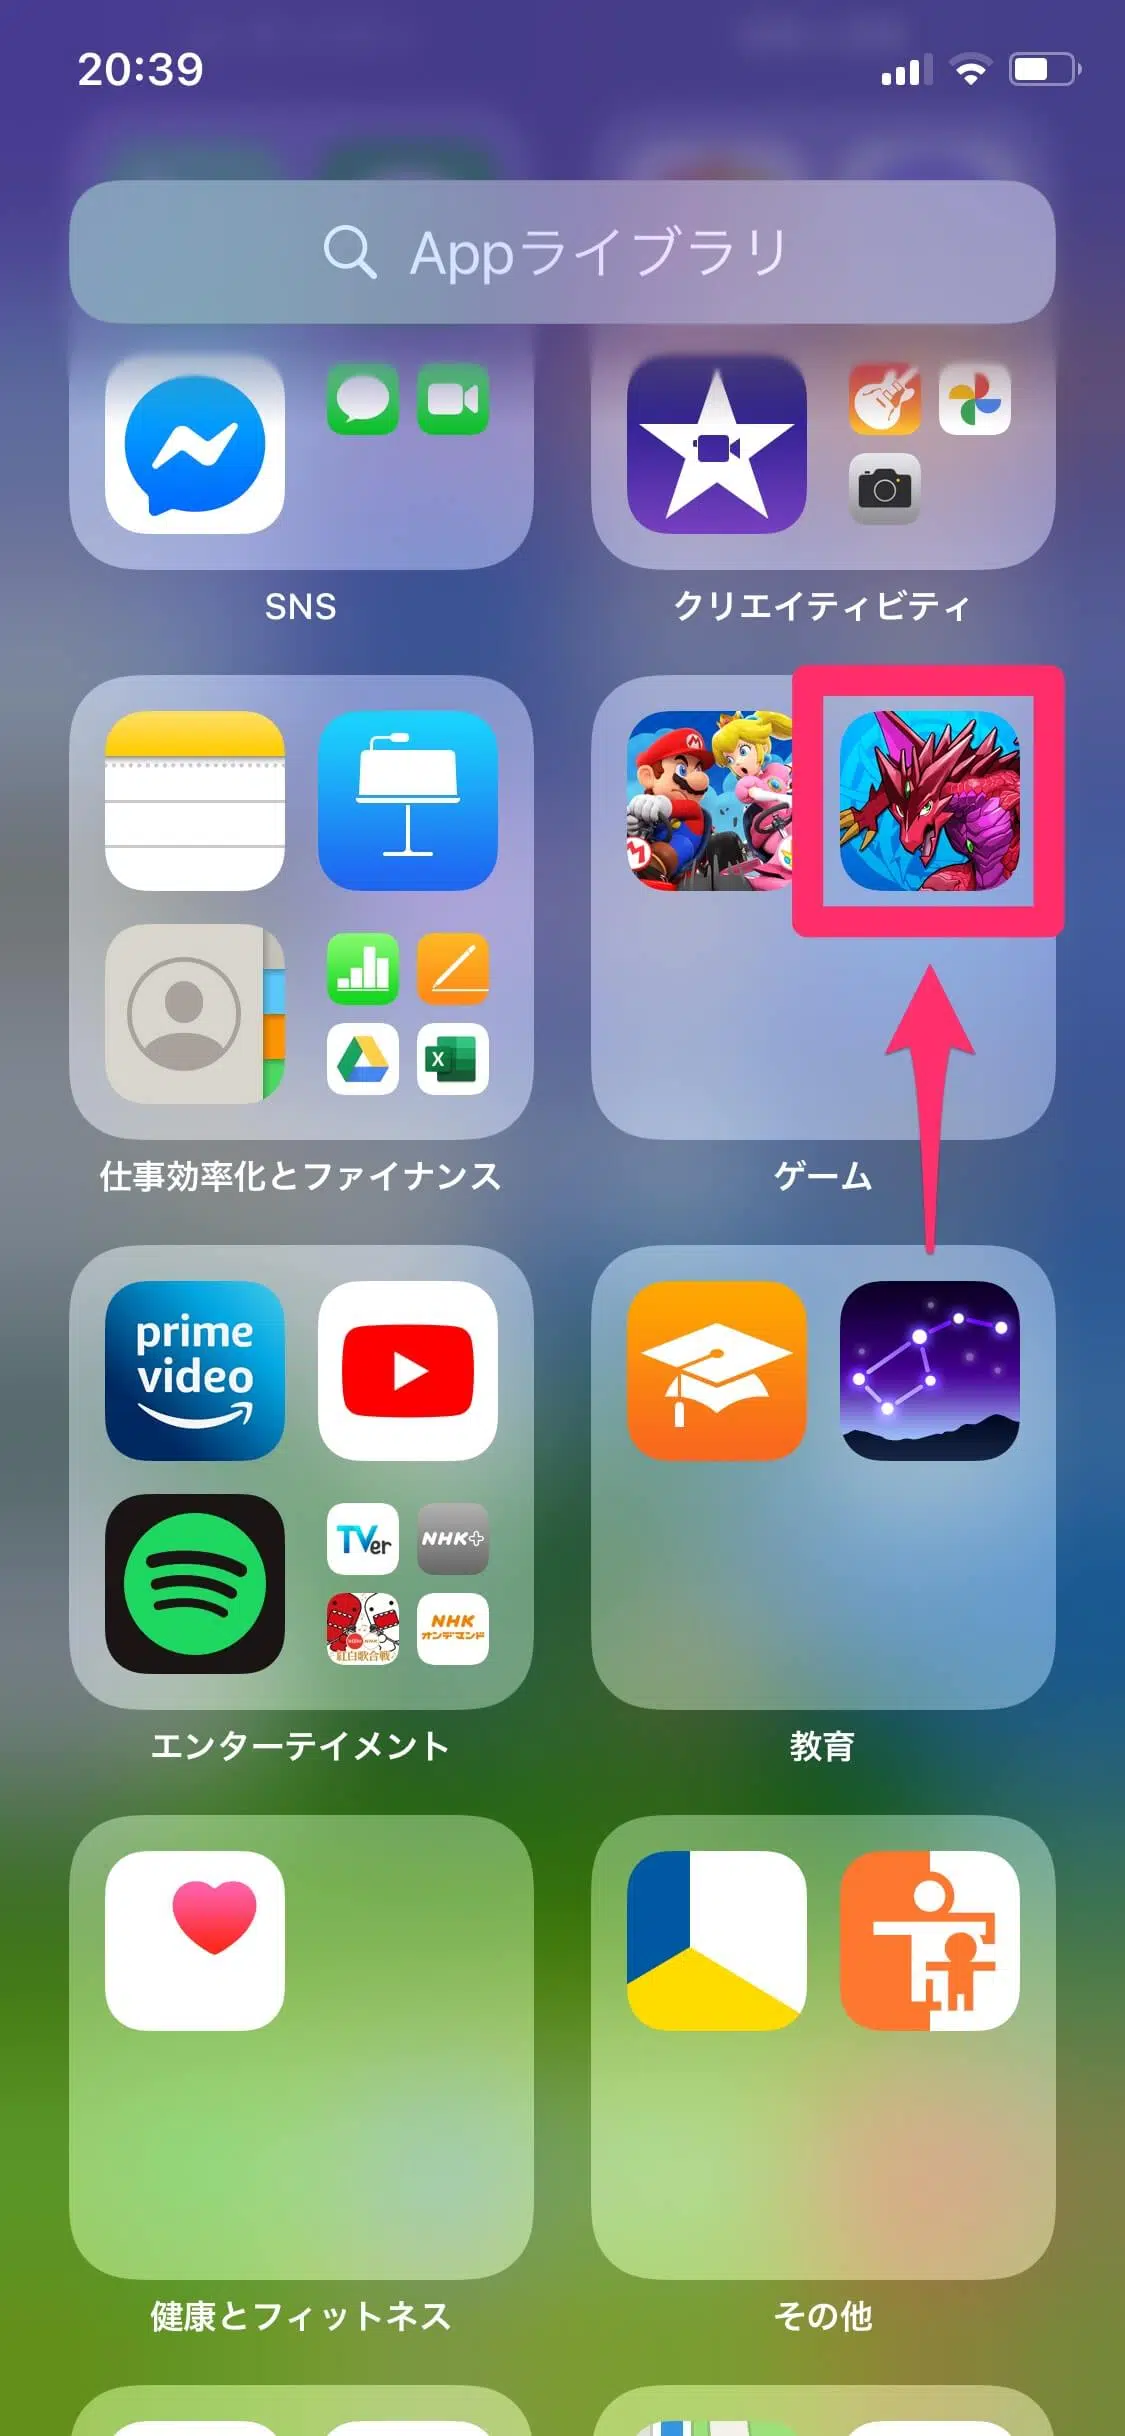 20:39
Appライブラリ
SNS
クリエイティビティ
X
M
M
仕事効率化とファイナンス
ゲーム
prime
video
TVer
NHK+
紅白歌合戦
NHK
オンデマンド
エンターテイメント
教育
健康とフィットネス
その他